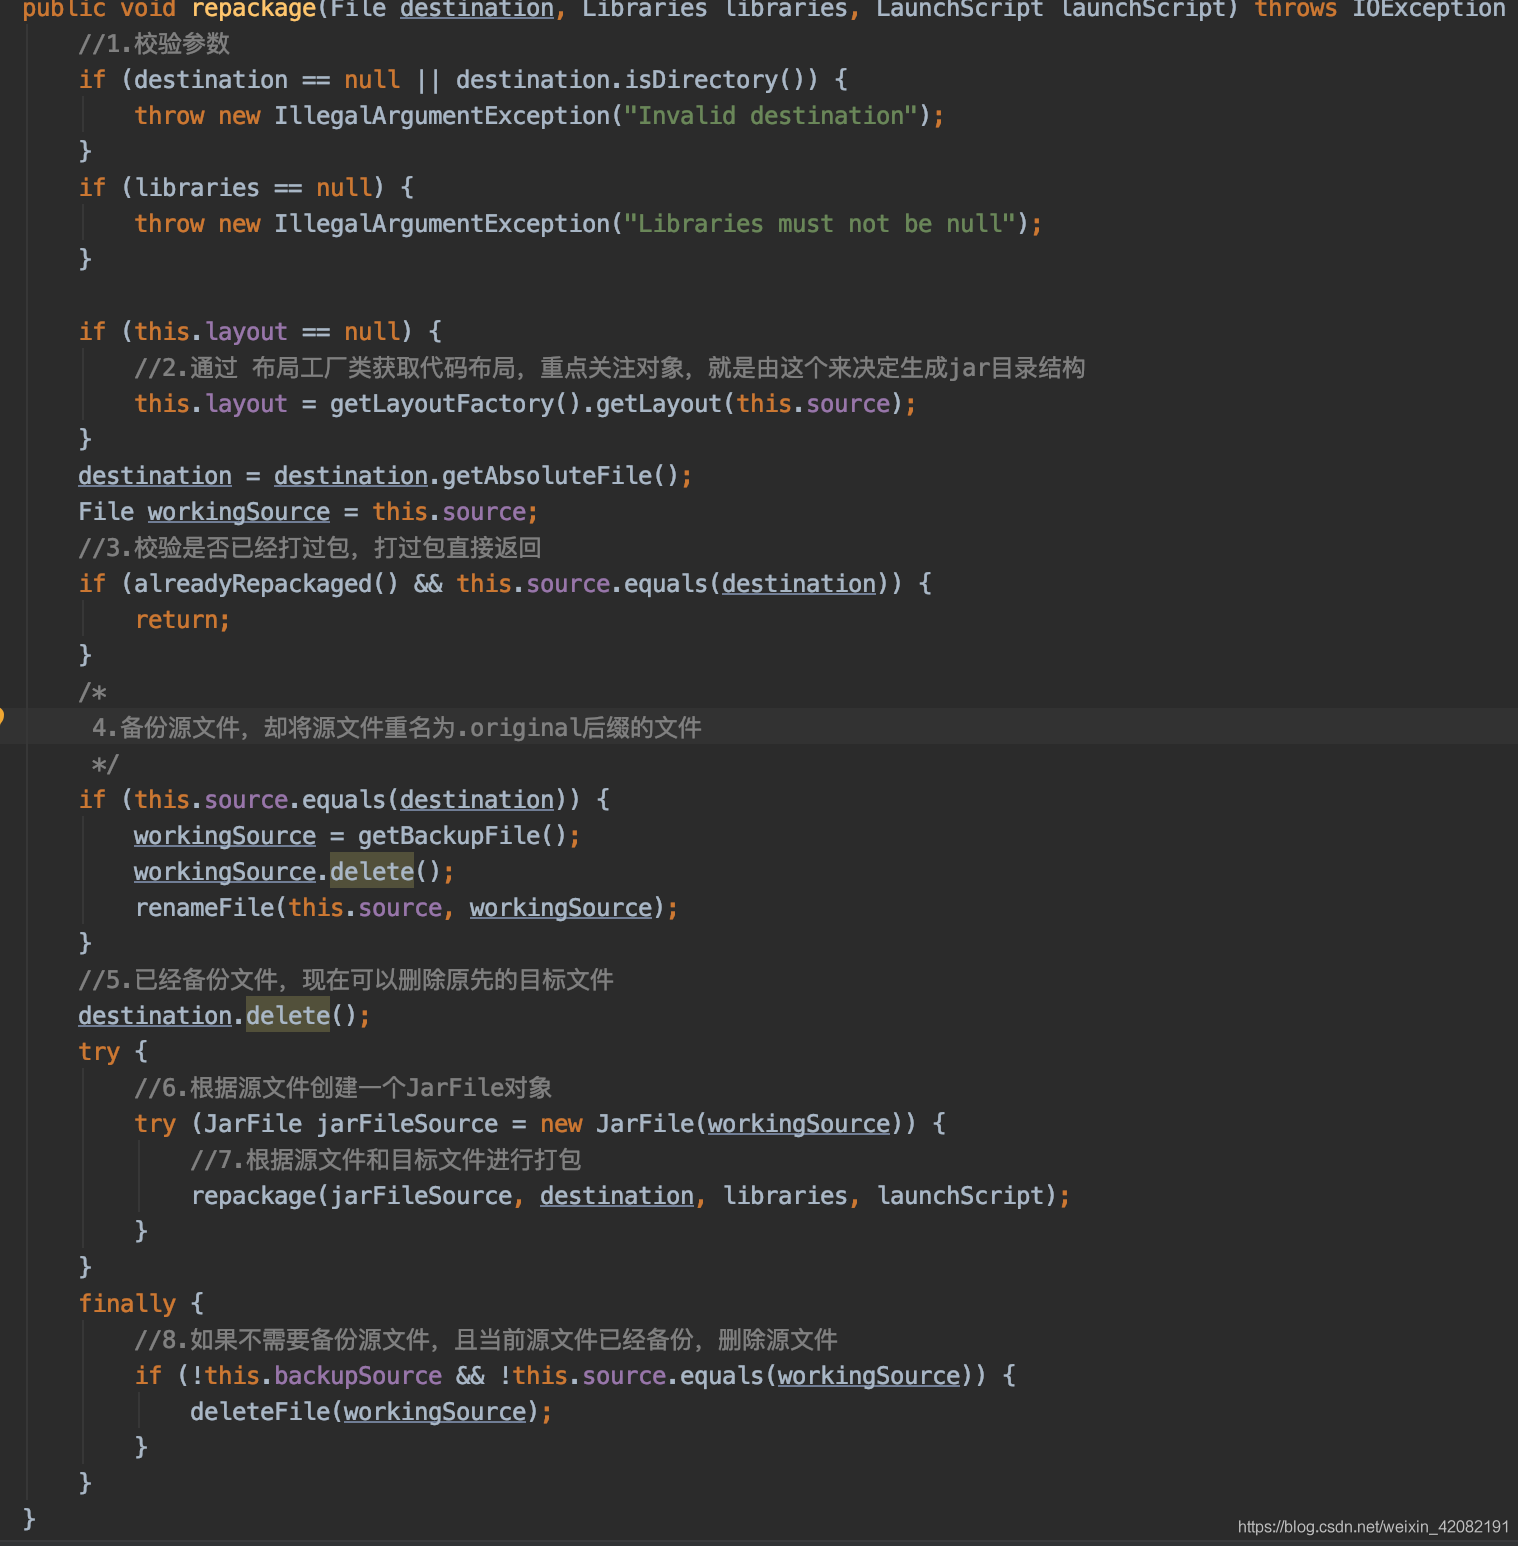 public void repackage(File destination, Libraries libraries, LaunchScript launchScript) throws IOException
//1.校验参数
if (destination == null || destination.isDirectory()) {
throw new IllegalArgumentException("Invalid destination");
}
if (libraries == null) {
throw new IllegalArgumentException("Libraries must not be null");
}
if (this.layout == null) {
//2.通过 布局工厂类获取代码布局，重点关注对象，就是由这个来决定生成jar目录结构
this.layout = getLayoutFactory().getLayout(this.source);
}
destination = destination.getAbsoluteFile();
File workingSource = this.source;
//3.校验是否已经打过包，打过包直接返回
if (alreadyRepackaged() && this.source.equals(destination)) {
return;
}
/*
4.备份源文件，却将源文件重名为.original后缀的文件
*/
if (this.source.equals(destination)) {
workingSource = getBackupFile();
workingSource.delete();
renameFile(this.source, workingSource);
}
//5.已经备份文件，现在可以删除原先的目标文件
destination.delete();
try {
//6.根据源文件创建一个JarFile对象
try (JarFile jarFileSource = new JarFile(workingSource)) {
//7.根据源文件和目标文件进行打包
repackage(jarFileSource, destination, libraries, launchScript);
}
}
finally {
//8.如果不需要备份源文件，且当前源文件已经备份，删除源文件
if (!this.backupSource && !this.source.equals(workingSource)) {
deleteFile(workingSource);
}
}
}
https://blog.csdn.net/weixin_42082191